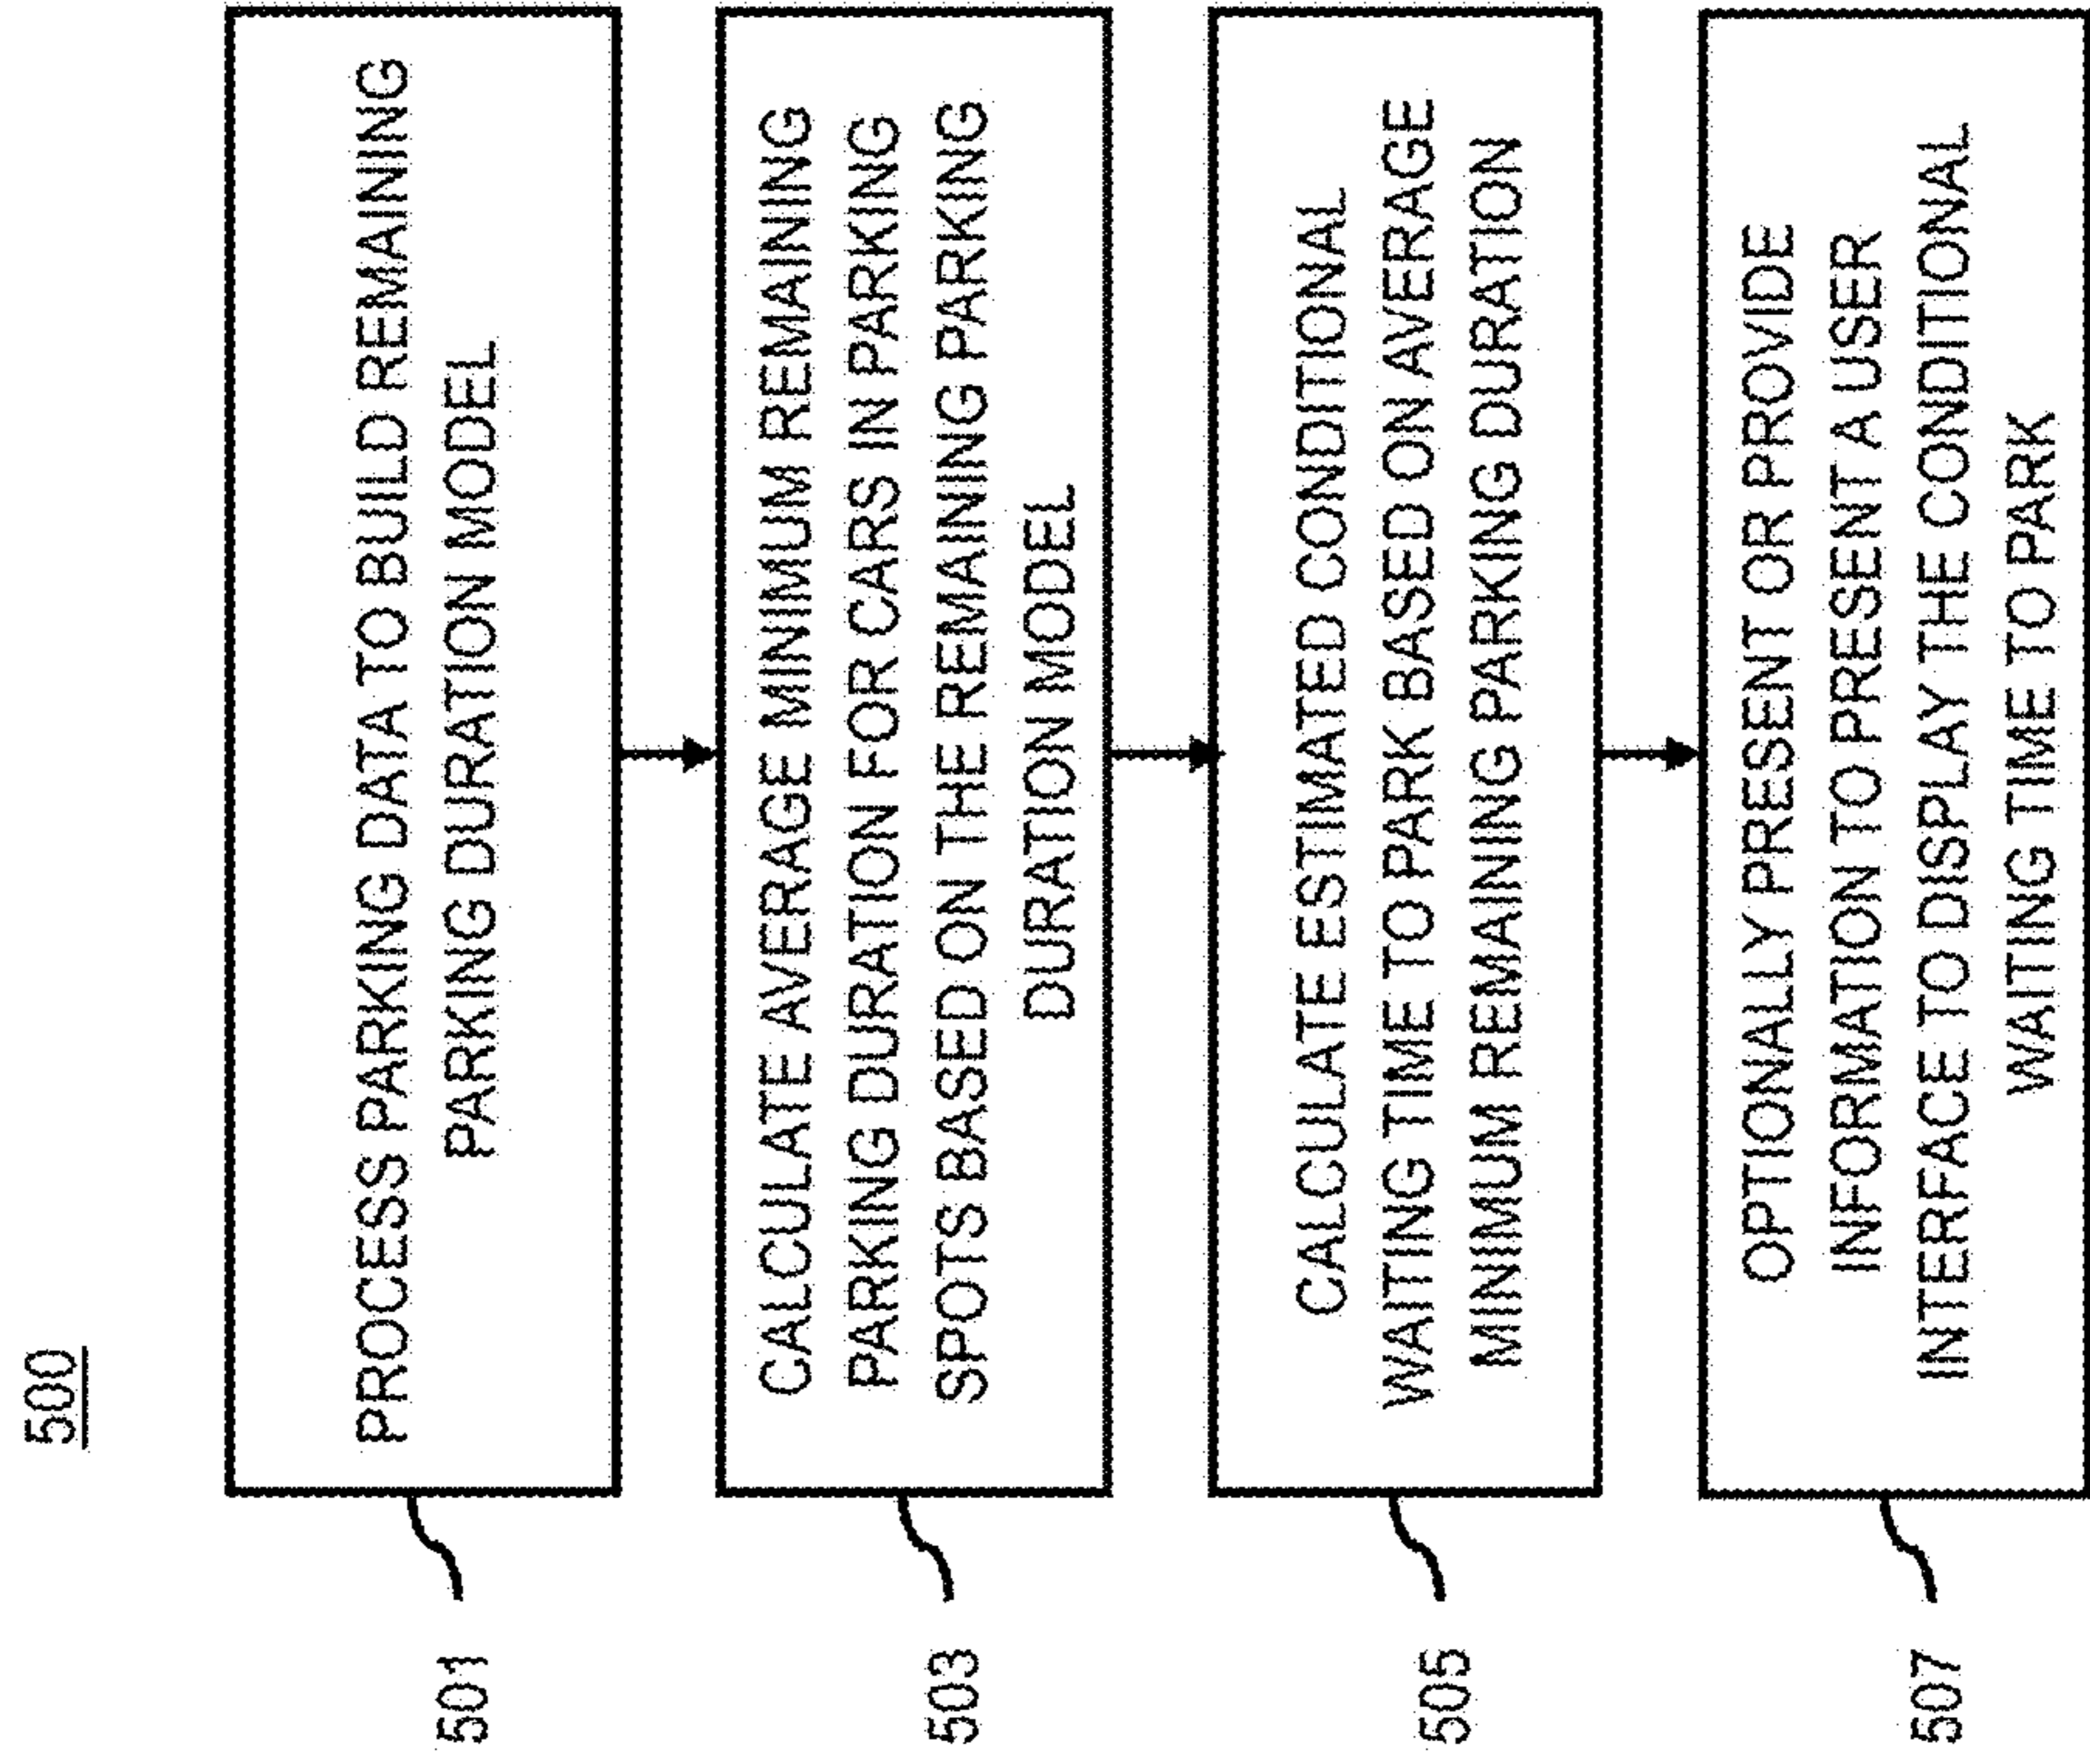 500
501
PROCESS PARKING DATA TO BUILD REMAINING
PARKING DURATION MODEL
503
CALCULATE AVERAGE MINIMUM REMAINING
PARKING DURATION FOR CARS IN PARKING
SPOTS BASED ON THE REMAINING PARKING
DURATION MODEL
505
CALCULATE ESTIMATED CONDITIONAL
WAITING TIME TO PARK BASED ON AVERAGE
MINIMUM REMAINING PARKING DURATION
507
OPTIONALLY PRESENT OR PROVIDE
INFORMATION TO PRESENT A USER
INTERFACE TO DISPLAY THE CONDITIONAL
WAITING TIME TO PARK